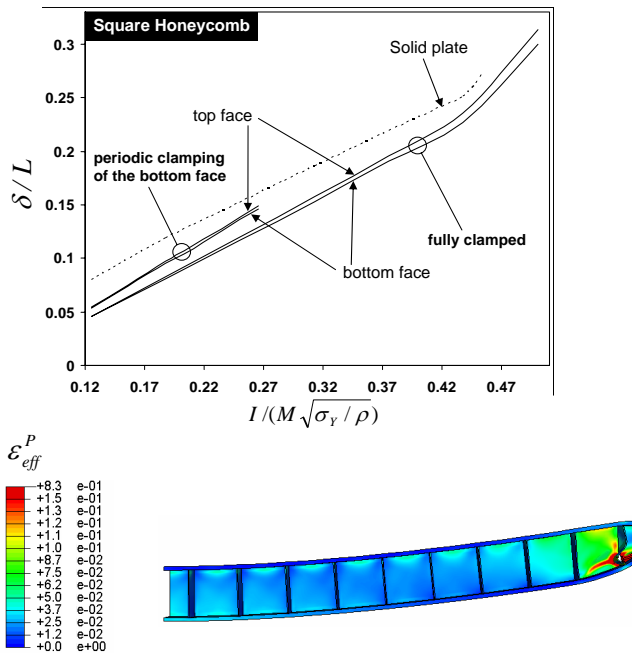 Square Honeycomb
0.3
0.25
0.2
0.15
0.1
0.05
0
δ / L
Solid plate
top face
periodic clamping
of the bottom face
fully clamped
bottom face
0.12 0.17 0.22 0.27 0.32 0.37 0.42 0.47
I /(M√σ_Y / ρ)
ε^P_eff
+8.3 e-01
+1.5 e-01
+1.3 e-01
+1.2 e-01
+1.1 e-01
+1.0 e-01
+8.7 e-02
+7.5 e-02
+6.2 e-02
+5.0 e-02
+3.7 e-02
+2.5 e-02
+1.2 e-02
+0.0 e+00